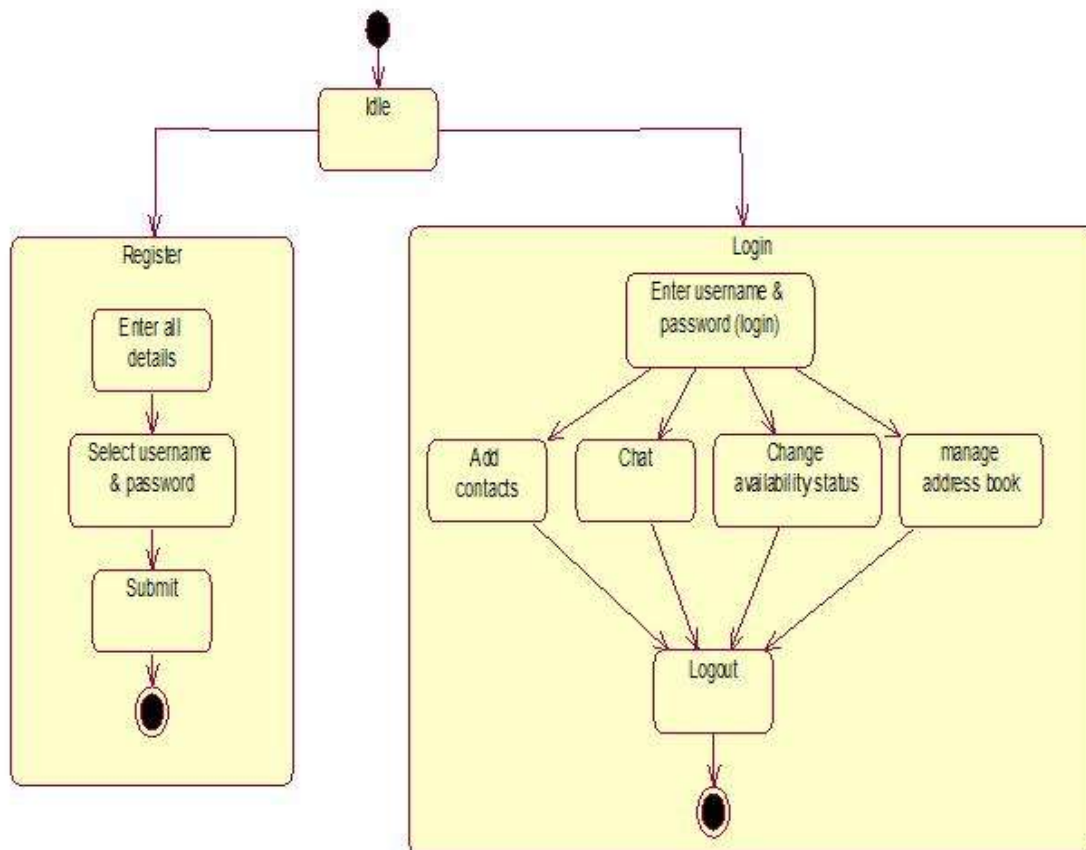 Idle
Register
Enter all
details
Select username
& password
Submit
Login
Enter username &
password (login)
Add
contacts
Chat
Change
availability status
manage
address book
Logout